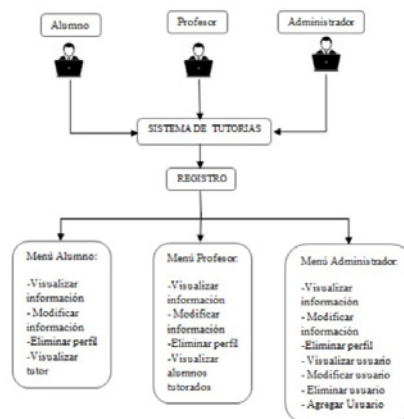 Alumno
Profesor
Administrador
SISTEMA DE TUTORIAS
REGISTRO
Menú Alumno:
-Visualizar
información
- Modificar
información
-Eliminar perfil
-Visualizar
tutor
Menú Profesor:
-Visualizar
información
- Modificar
información
-Eliminar perfil
-Visualizar
alumnos
tutorados
Menú Administrador:
-Visualizar
información
- Modificar
información
-Eliminar perfil
- Visualizar usuario
- Modificar usuario
- Eliminar usuario
- Agregar Usuario